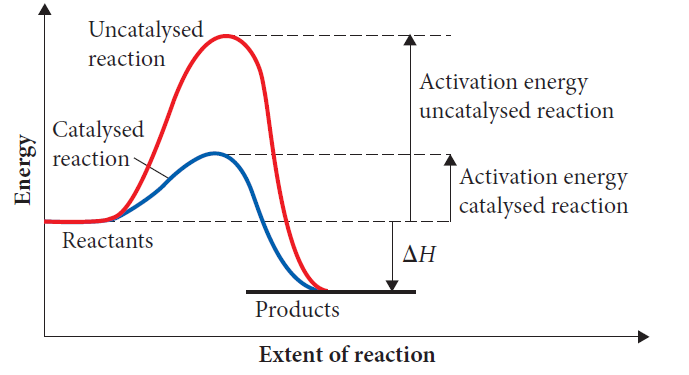 Uncatalysed
reaction
Activation energy
uncatalysed reaction
Catalysed
reaction
Activation energy
catalysed reaction
Energy
Reactants
ΔH
Products
Extent of reaction